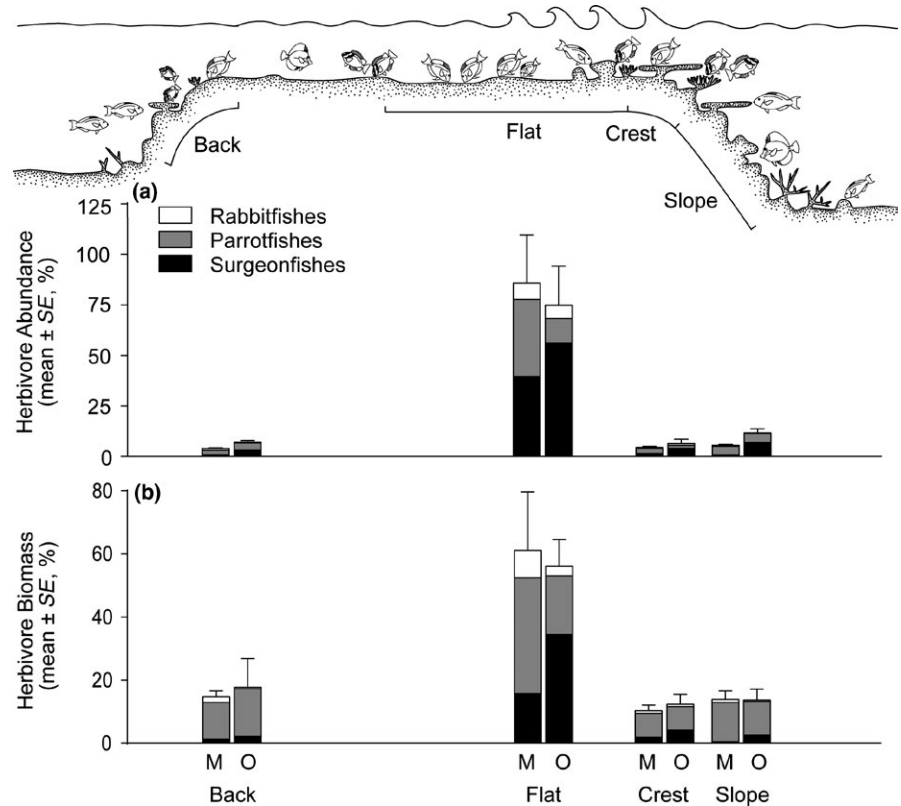 Back
Flat
Crest
Slope
(a)
Herbivore Abundance
(mean ± SE, %)
125
100
75
50
25
0
Rabbitfishes
Parrotfishes
Surgeonfishes
(b)
Herbivore Biomass
(mean ± SE, %)
80
60
40
20
0
M O M O M O M O
Back Flat Crest Slope